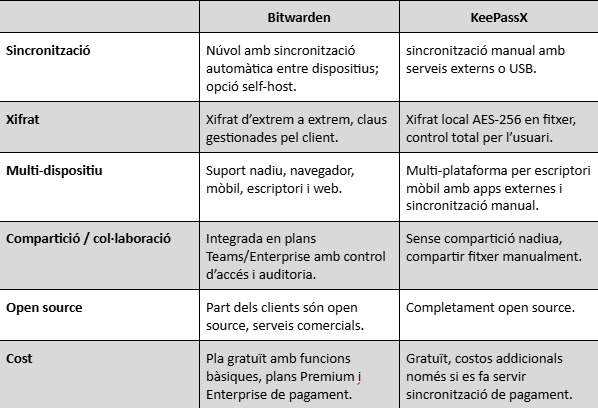 Bitwarden KeePassX
Sincronització
Núvol amb sincronització
automàtica entre dispositius;
opció self-host.
sincronització manual amb
serveis externs o USB.
Xifrat
Xifrat d'extrem a extrem, claus
gestionades pel client.
Xifrat local AES-256 en fitxer,
control total per l'usuari.
Multi-dispositiu
Suport nadiu, navegador,
mòbil, escriptori i web.
Multi-plataforma per escriptori
mòbil amb apps externes i
sincronització manual.
Compartició / col·laboració
Integrada en plans
Teams/Enterprise amb control
d'accés i auditoria.
Sense compartició nadiua,
compartir fitxer manualment.
Open source
Part dels clients són open
source, serveis comercials.
Completament open source.
Cost
Pla gratuït amb funcions
bàsiques, plans Premium i
Enterprise de pagament.
Gratuït, costos addicionals
només si es fa servir
sincronització de pagament.